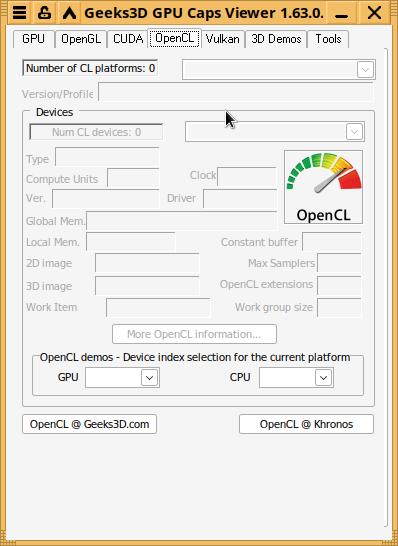 Geeks3D GPU Caps Viewer 1.63.0.
GPU OpenGL CUDA OpenCL Vulkan 3D Demos Tools
Number of CL platforms: 0
Version/Profile
Devices
Num CL devices: 0
Type
Compute Units Clock
Ver. Driver
Global Mem.
Local Mem. Constant buffer
2D image Max Samplers
3D image OpenCL extensions
Work Item Work group size
OpenCL
More OpenCL information...
OpenCL demos - Device index selection for the current platform
GPU CPU
OpenCL @ Geeks3D.com OpenCL @ Khronos